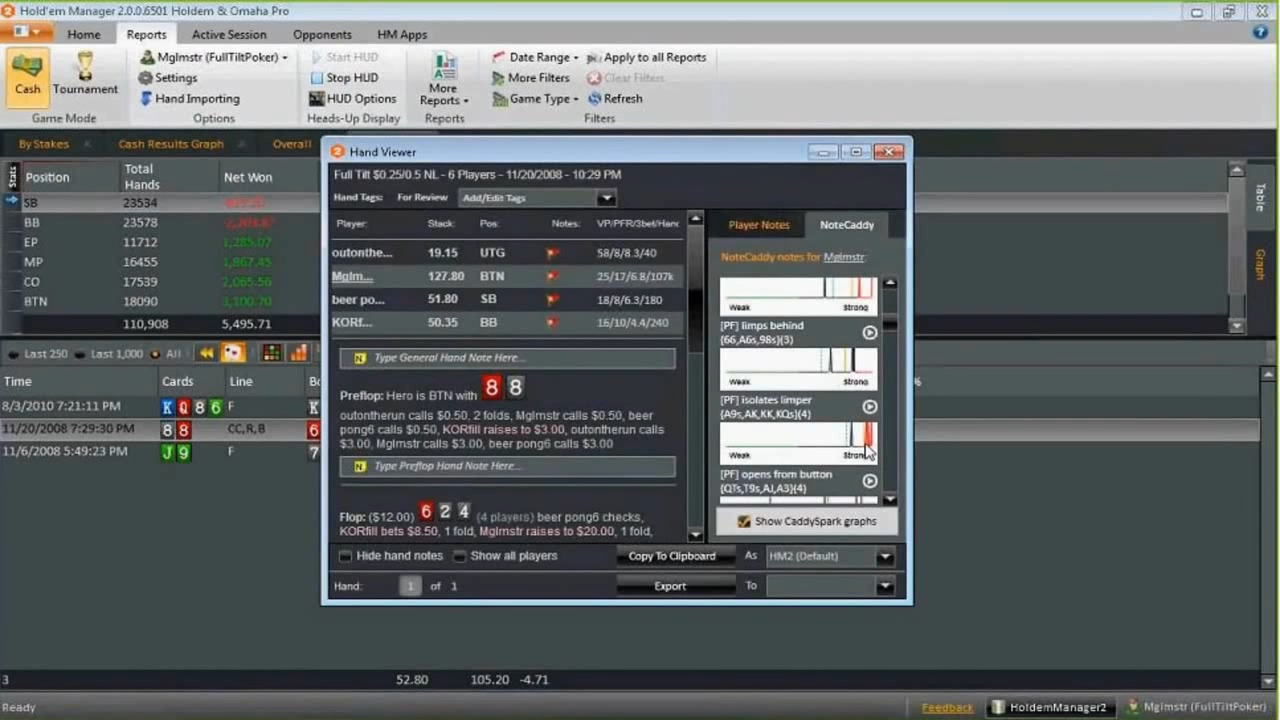 Hold'em Manager 2.0.0.6501 Holdem & Omaha Pro
Home Reports Active Session Opponents HM Apps
Cash
Tournament
Game Mode
Mglmstr (FullTiltPoker)
Settings
Hand Importing
Options
Start HUD
Stop HUD
HUD Options
Heads-Up Display
More Reports
Reports
Date Range
More Filters
Game Type
Apply to all Reports
Clear Filters
Refresh
Filters
By Stakes Cash Results Graph Overall
Stats
Position Total Hands Net Won
SB 23534
BB 23578
EP 11712 1,285.07
MP 16455 1,867.45
CO 17539 2,065.56
BTN 18090 3,100.70
110,908 5,495.71
Table
Graph
Last 250 Last 1,000 All
Time Cards Line Bo
8/3/2010 7:21:11 PM K Q 8 6 F K
11/20/2008 7:29:30 PM 8 8 CC,R,B 6
11/6/2008 5:49:23 PM J 9 F 7
%
Hand Viewer
Full Tilt $0.25/0.5 NL - 6 Players - 11/20/2008 - 10:29 PM
Hand Tags: For Review Add/Edit Tags
Player: Stack: Pos: Notes: VP/PFR/3bet/Hand
outonthe... 19.15 UTG 58/8/8.3/40
Mglm... 127.80 BTN 25/17/6.8/107k
beer po... 51.80 SB 18/8/6.3/180
KORf... 50.35 BB 16/10/4.4/240
N Type General Hand Note Here...
Preflop: Hero is BTN with 8 8
outontherun calls $0.50, 2 folds, Mglmstr calls $0.50, beer
pong6 calls $0.50, KORfill raises to $3.00, outontherun calls
$3.00, Mglmstr calls $3.00, beer pong6 calls $3.00
N Type Preflop Hand Note Here...
Flop: ($12.00) 6 2 4 (4 players) beer pong6 checks,
KORfill bets $8.50, 1 fold, Mglmstr raises to $20.00, 1 fold,
Player Notes NoteCaddy
NoteCaddy notes for Mglmstr:
Weak Strong
[PF] limps behind
{66,A6s,98s}(3)
Weak Strong
[PF] isolates limper
{A9s,AK,KK,KQs}(4)
Weak Strong
[PF] opens from button
{QTs,T9s,AJ,A3}(4)
Show CaddySpark graphs
Hide hand notes Show all players Copy To Clipboard As HM2 (Default)
Hand: 1 of 1 Export To
3 52.80 105.20 -4.71
Ready Feedback HoldemManager2 Mglmstr (FullTiltPoker)